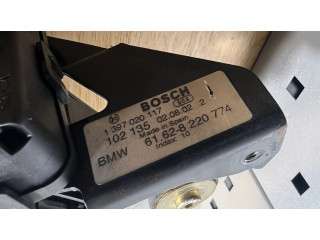 BOSCH
1 397 020 117
102 135 02.08.02 2
Made in Spain
BMW 61.62-8 220 774
Index: 10